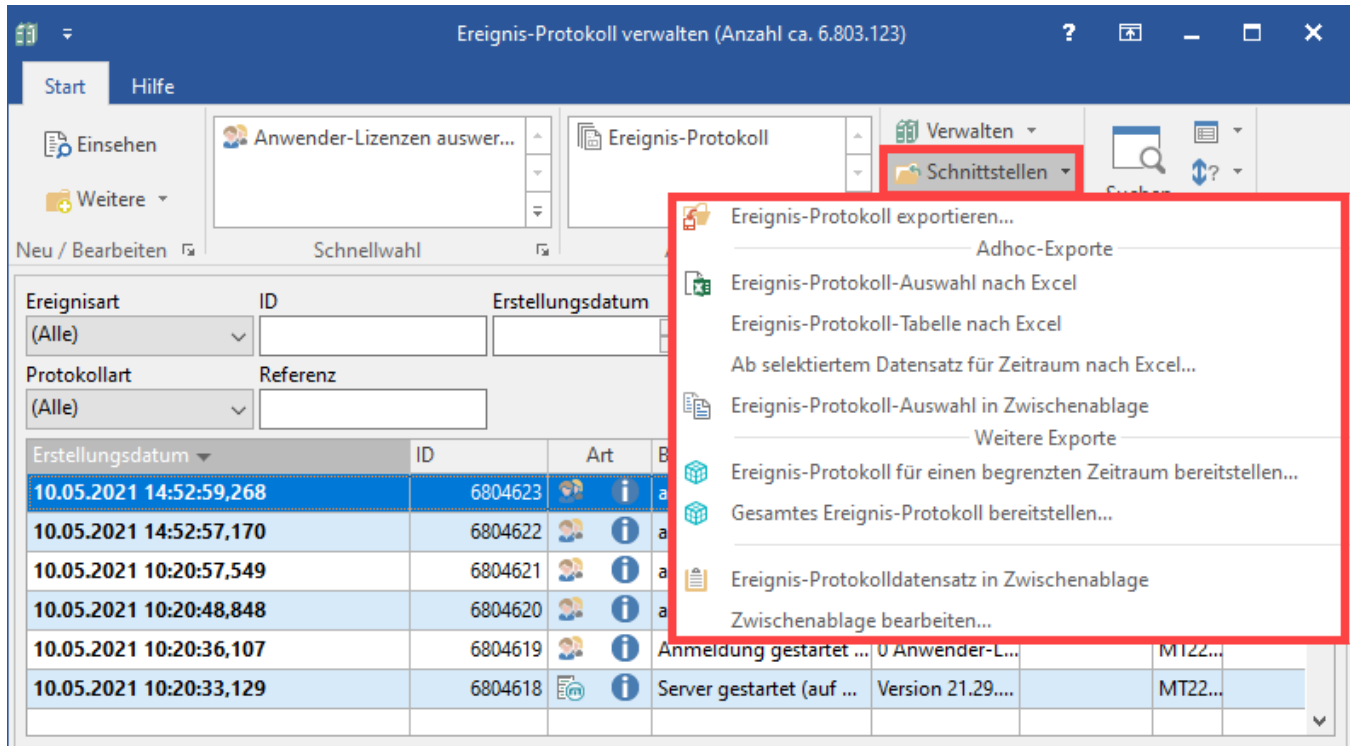 Ereignis-Protokoll verwalten (Anzahl ca. 6.803.123) ?
Start Hilfe
Einsehen Anwender-Lizenzen auswer... Ereignis-Protokoll Verwalten
Schnittstellen ?
Weitere
Neu / Bearbeiten Schnellwahl
Ereignis-Protokoll exportieren...
Adhoc-Exporte
Ereignis-Protokoll-Auswahl nach Excel
Ereignis-Protokoll-Tabelle nach Excel
Ab selektiertem Datensatz für Zeitraum nach Excel...
Ereignis-Protokoll-Auswahl in Zwischenablage
Weitere Exporte
Ereignis-Protokoll für einen begrenzten Zeitraum bereitstellen...
Gesamtes Ereignis-Protokoll bereitstellen...
Ereignis-Protokolldatensatz in Zwischenablage
Zwischenablage bearbeiten...
Ereignisart ID Erstellungsdatum
(Alle)
Protokollart Referenz
(Alle)
Erstellungsdatum ID Art B
10.05.2021 14:52:59,268 6804623 a
10.05.2021 14:52:57,170 6804622 a
10.05.2021 10:20:57,549 6804621 a
10.05.2021 10:20:48,848 6804620 a
10.05.2021 10:20:36,107 6804619 Anmeldung gestartet ... 0 Anwender-L... MT22...
10.05.2021 10:20:33,129 6804618 Server gestartet (auf ... Version 21.29.... MT22...